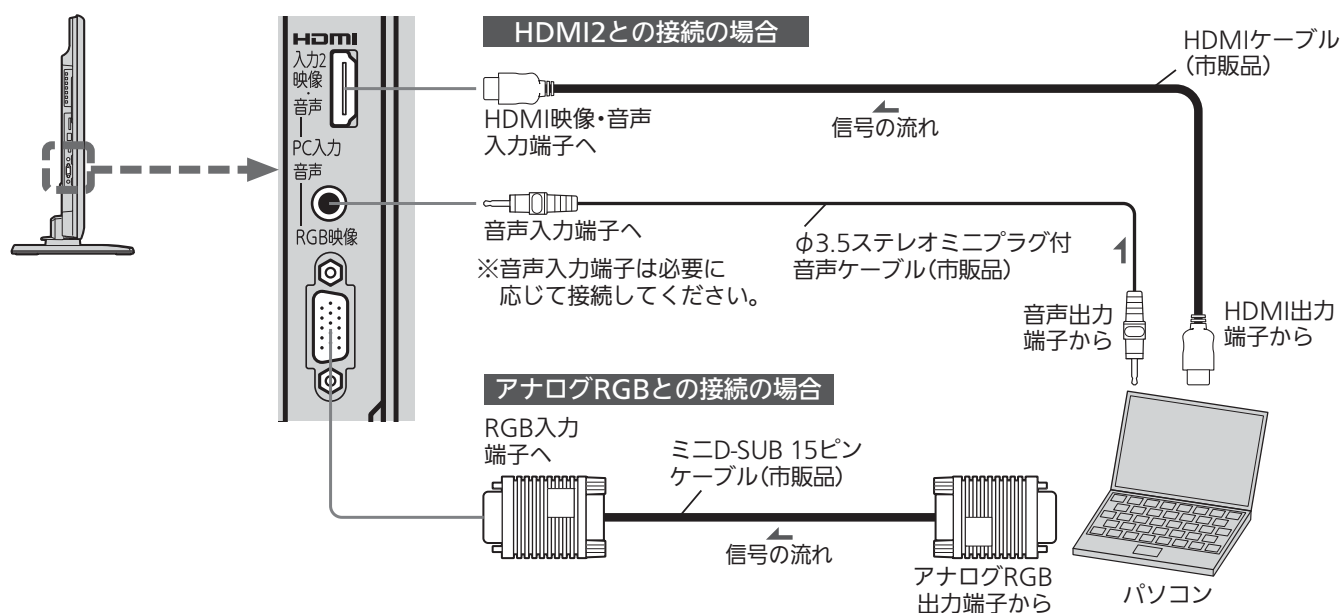 HDMI
入力2
映像
・
音声
PC入力
音声
RGB映像
HDMI2との接続の場合
HDMIケーブル
(市販品)
HDMI映像・音声
入力端子へ
信号の流れ
音声入力端子へ
※音声入力端子は必要に
応じて接続してください。
φ3.5ステレオミニプラグ付
音声ケーブル(市販品)
音声出力
端子から
HDMI出力
端子から
アナログRGBとの接続の場合
RGB入力
端子へ
ミニD-SUB 15ピン
ケーブル(市販品)
信号の流れ
アナログRGB
出力端子から
パソコン